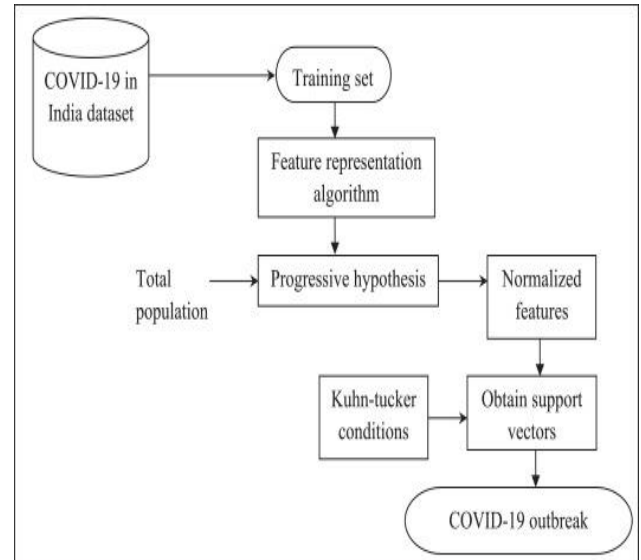 COVID-19 in
India dataset
Training set
Feature representation
algorithm
Total
population
Progressive hypothesis
Normalized
features
Kuhn-tucker
conditions
Obtain support
vectors
COVID-19 outbreak